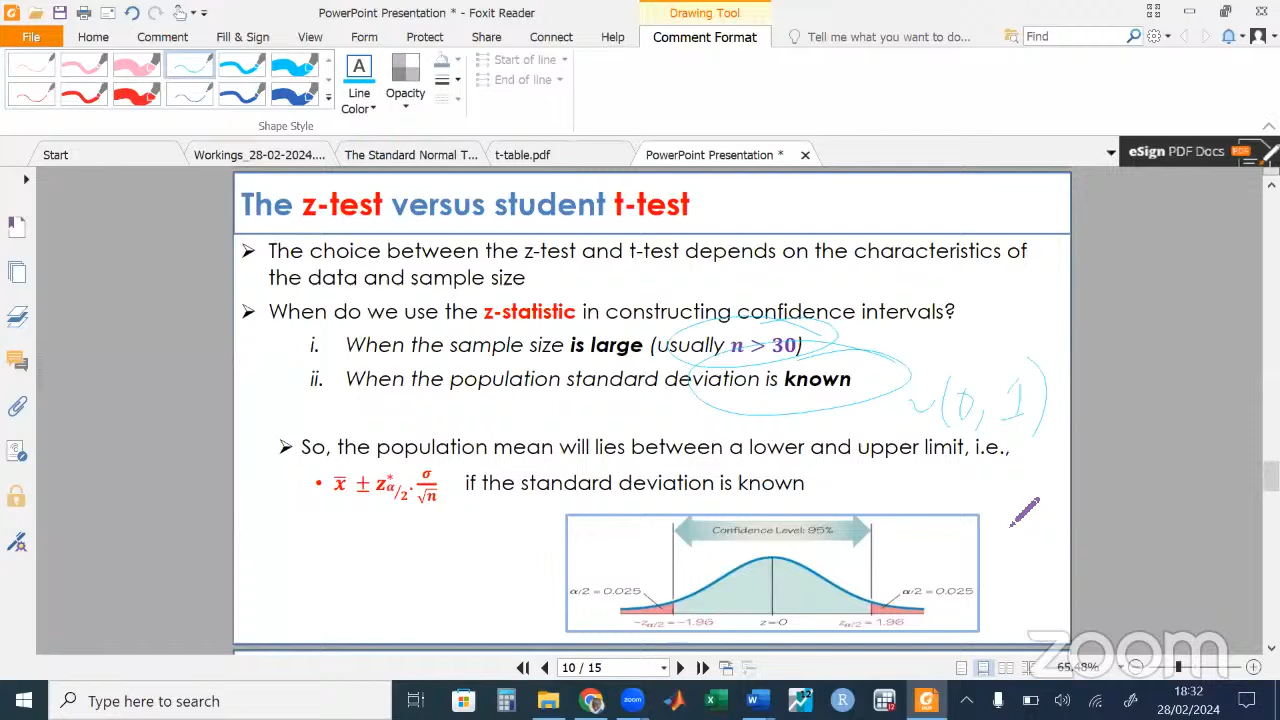 PowerPoint Presentation * - Foxit Reader
Drawing Tool
File
Home
Comment
Fill & Sign
View
Form
Protect
Share
Connect
Help
Comment Format
Tell me what you want to do...
Find
A
Line
Color
Opacity
Start of line
End of line
Shape Style
Start
Workings_28-02-2024....
The Standard Normal T...
t-table.pdf
PowerPoint Presentation *
eSign PDF Docs
The z-test versus student t-test
➢ The choice between the z-test and t-test depends on the characteristics of
the data and sample size
➢ When do we use the z-statistic in constructing confidence intervals?
i. When the sample size is large (usually n > 30)
ii. When the population standard deviation is known
~(0, 1)
➢ So, the population mean will lies between a lower and upper limit, i.e.,
• x̄ ± z*α/2 . σ/√n if the standard deviation is known
Confidence Level: 95%
α/2 = 0.025
α/2 = 0.025
-zα/2 = -1.96
z=0
zα/2 = 1.96
zoom
10 / 15
65.48%
Type here to search
zoom
12
R
18:32
28/02/2024